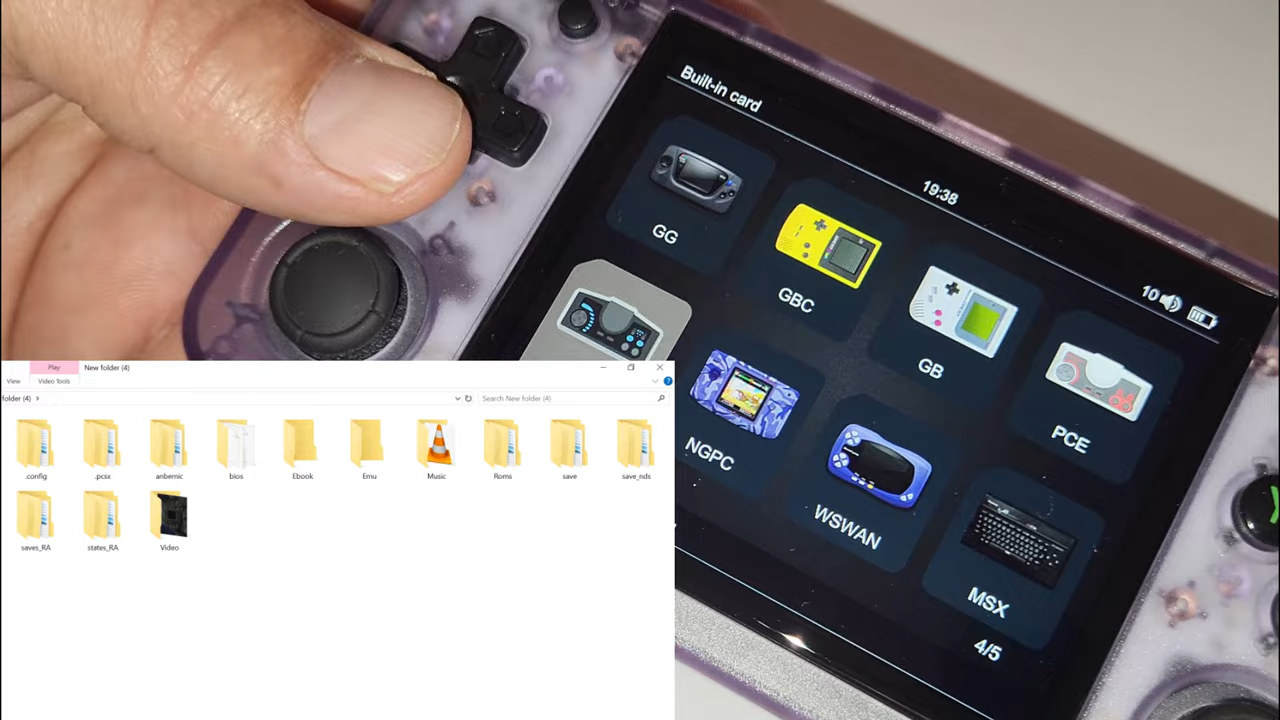 Built-in card
19:38
10
GG
GBC
GB
PCE
NGPC
WSWAN
MSX
4/5
Play
New folder (4)
View
Video Tools
folder (4)
Search New folder (4)
.config
.pcsx
anbernic
bios
Ebook
Emu
Music
Roms
save
save_nds
saves_RA
states_RA
Video